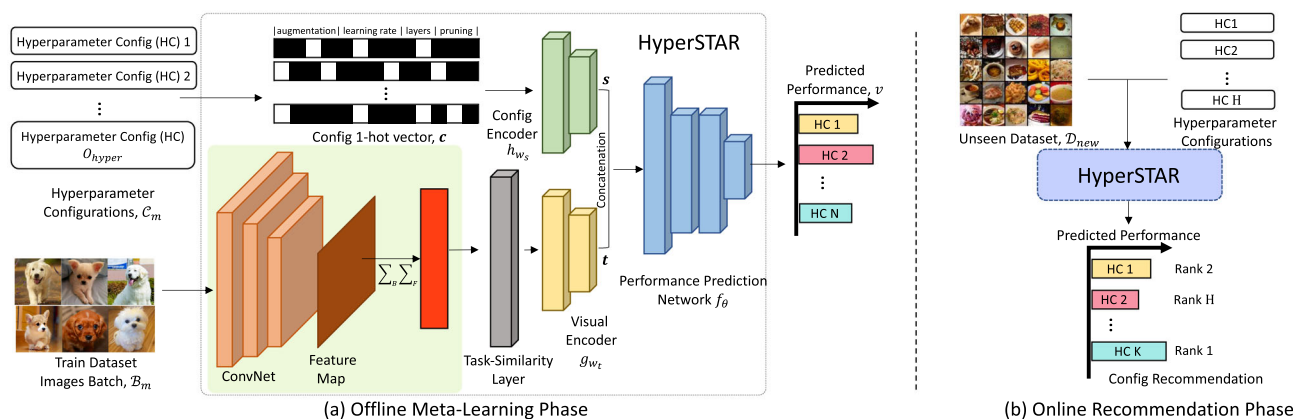 Hyperparameter Config (HC) 1
Hyperparameter Config (HC) 2
⋮
Hyperparameter Config (HC)
O_hyper
Hyperparameter
Configurations, 𝒞_m
Train Dataset
Images Batch, ℬ_m
|augmentation| learning rate | layers | pruning |
⋮
Config 1-hot vector, c
ConvNet
Feature
Map
∑_B ∑_F
Config
Encoder
h_{w_s}
Task-Similarity
Layer
Visual
Encoder
g_{w_t}
s
Concatenation
t
HyperSTAR
Performance Prediction
Network f_θ
Predicted
Performance, v
HC 1
HC 2
⋮
HC N
(a) Offline Meta-Learning Phase
Unseen Dataset, 𝒟_new
HC1
HC2
⋮
HC H
Hyperparameter
Configurations
HyperSTAR
Predicted Performance
HC 1 Rank 2
HC 2 Rank H
⋮
HC K Rank 1
Config Recommendation
(b) Online Recommendation Phase